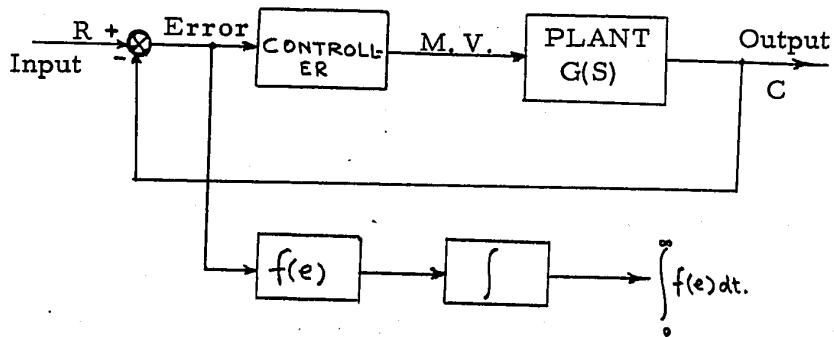 R +
Error
Input
-
CONTROLL-
ER
M. V.
PLANT
G(S)
Output
C
f(e)
∫
∞
∫ f(e) dt.
0